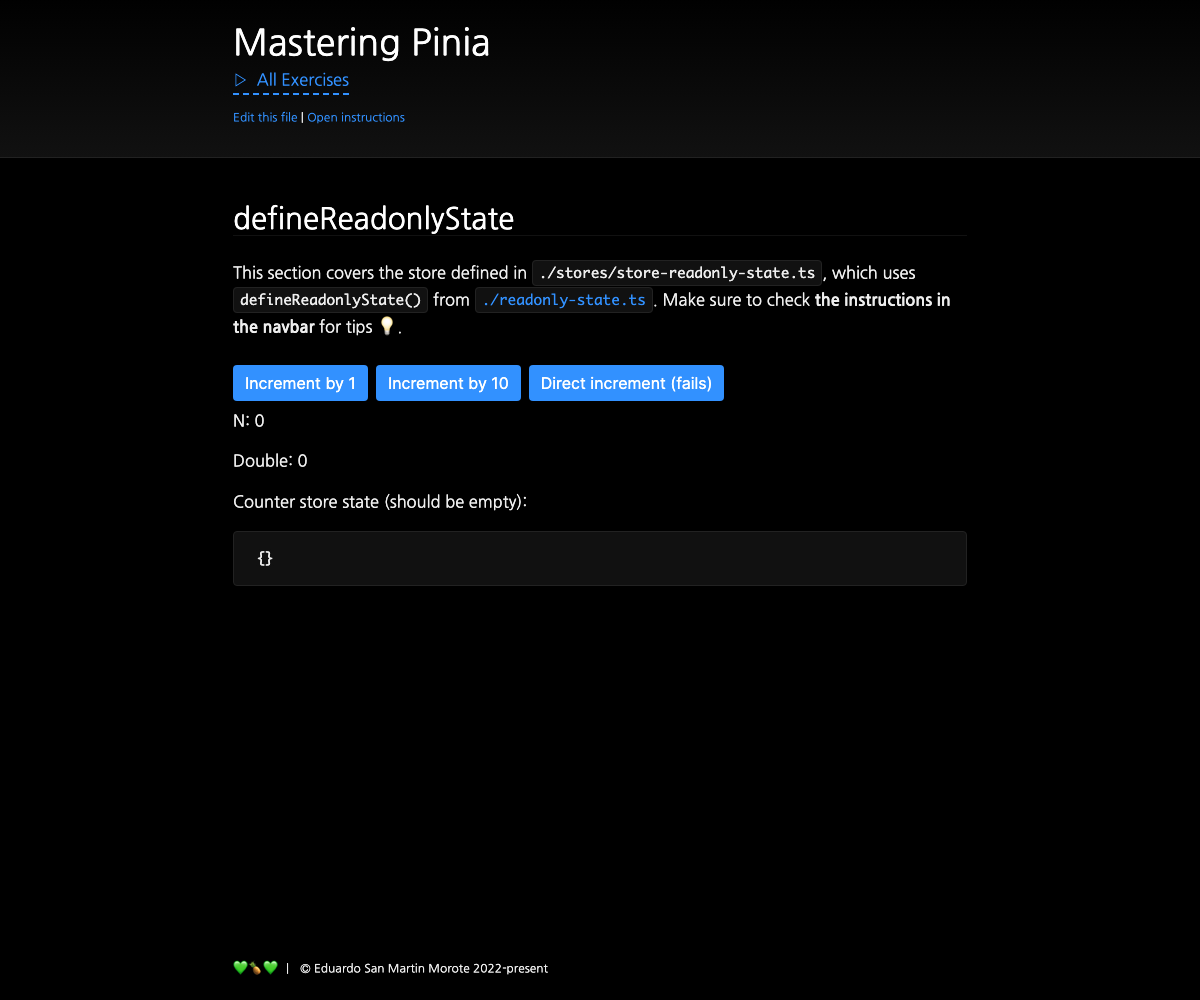 Mastering Pinia
▷ All Exercises
Edit this file | Open instructions
defineReadonlyState
This section covers the store defined in ./stores/store-readonly-state.ts, which uses
defineReadonlyState() from ./readonly-state.ts. Make sure to check the instructions in
the navbar for tips 💡.
Increment by 1 Increment by 10 Direct increment (fails)
N: 0
Double: 0
Counter store state (should be empty):
{}
💚🍍💚 | © Eduardo San Martin Morote 2022-present